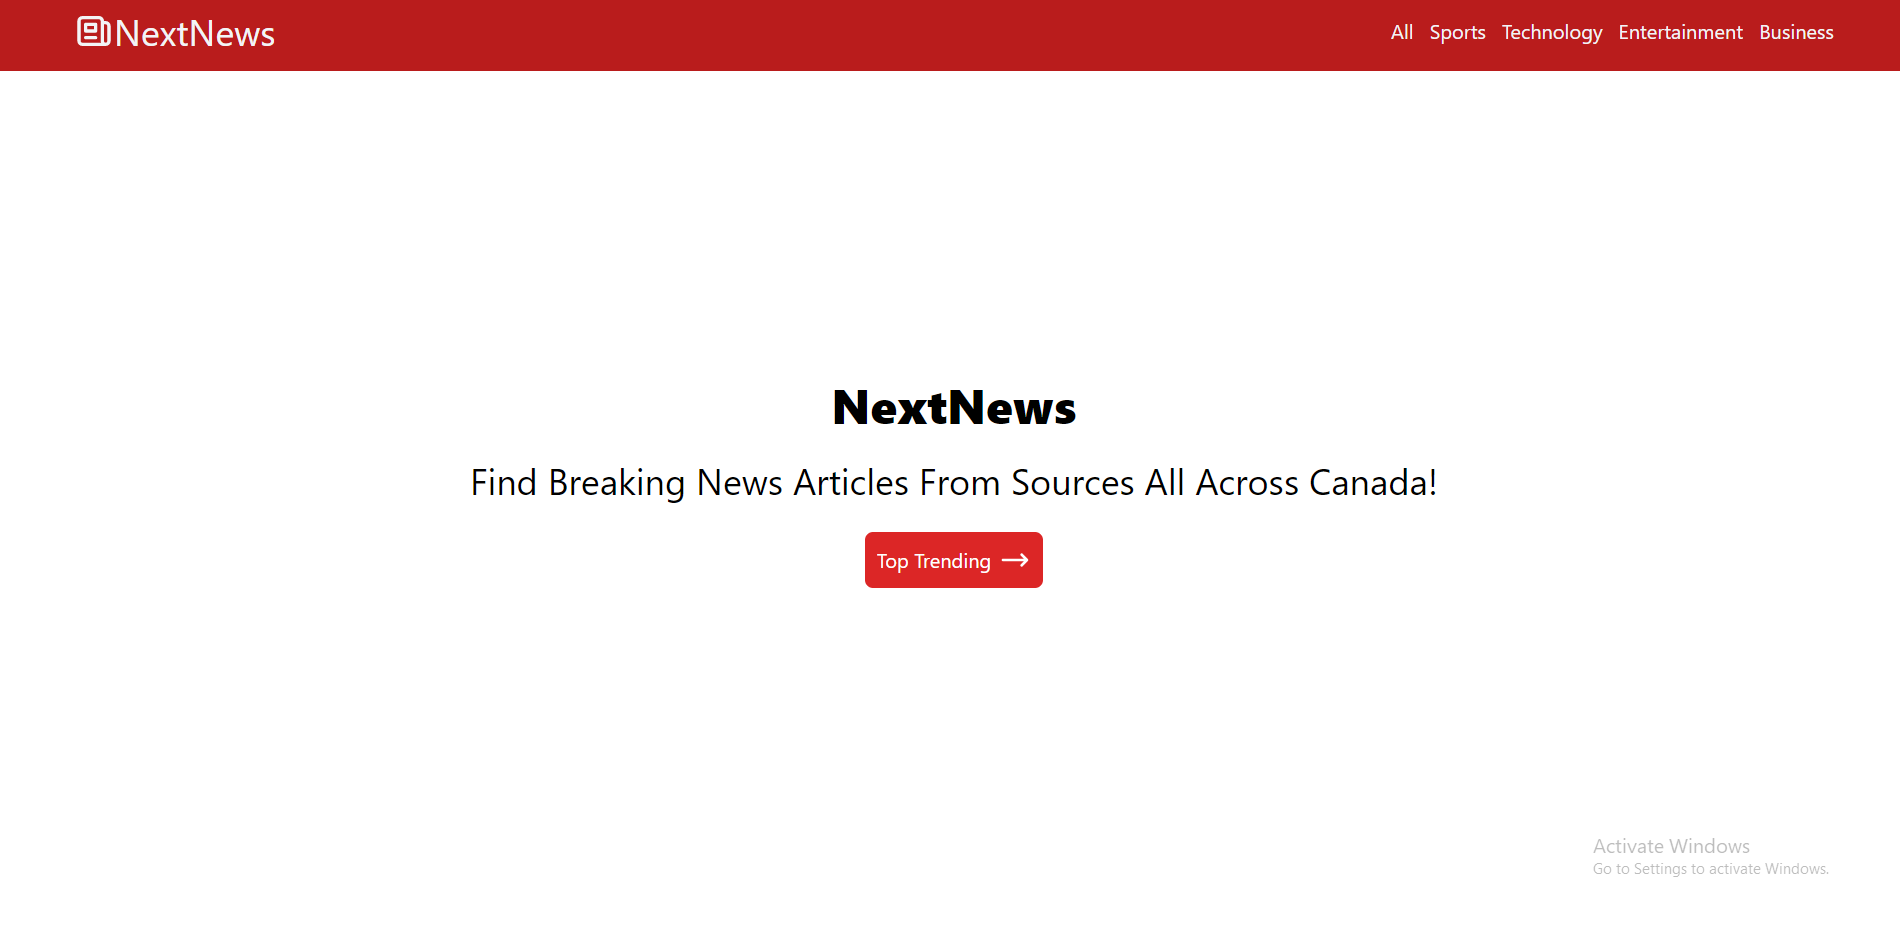 NextNews
All Sports Technology Entertainment Business
NextNews
Find Breaking News Articles From Sources All Across Canada!
Top Trending
Activate Windows
Go to Settings to activate Windows.